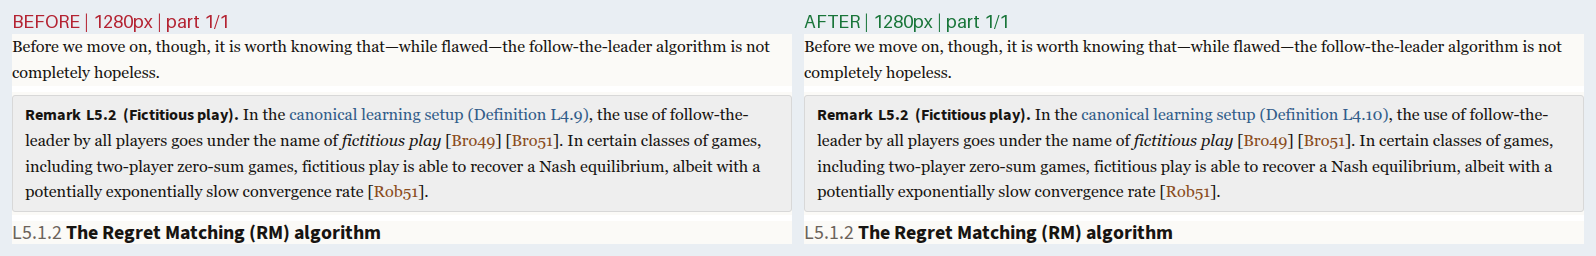 BEFORE | 1280px | part 1/1
Before we move on, though, it is worth knowing that—while flawed—the follow-the-leader algorithm is not
completely hopeless.
Remark L5.2 (Fictitious play). In the canonical learning setup (Definition L4.9), the use of follow-the-
leader by all players goes under the name of fictitious play [Bro49] [Bro51]. In certain classes of games,
including two-player zero-sum games, fictitious play is able to recover a Nash equilibrium, albeit with a
potentially exponentially slow convergence rate [Rob51].
L5.1.2 The Regret Matching (RM) algorithm
AFTER | 1280px | part 1/1
Before we move on, though, it is worth knowing that—while flawed—the follow-the-leader algorithm is not
completely hopeless.
Remark L5.2 (Fictitious play). In the canonical learning setup (Definition L4.10), the use of follow-the-
leader by all players goes under the name of fictitious play [Bro49] [Bro51]. In certain classes of games,
including two-player zero-sum games, fictitious play is able to recover a Nash equilibrium, albeit with a
potentially exponentially slow convergence rate [Rob51].
L5.1.2 The Regret Matching (RM) algorithm